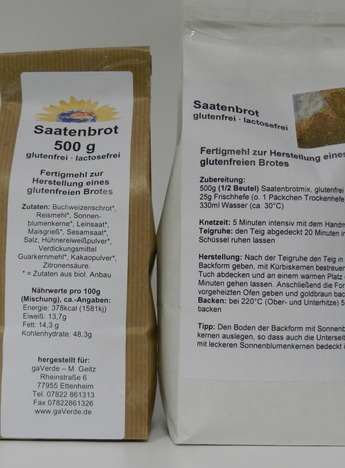 Saatenbrot
500 g
glutenfrei · lactosefrei
Fertigmehl zur
Herstellung eines
glutenfreien Brotes
Zutaten: Buchweizenschrot*,
Reismehl*, Sonnen-
blumenkerne*, Leinsaat*,
Maisgrieß*, Sesamsaat*,
Salz, Hühnereiweißpulver*,
Verdickungsmittel
Guarkernmehl*, Kakaopulver*,
Zitronensäure.
* = Zutaten aus biol. Anbau
Nährwerte pro 100g
(Mischung), ca.-Angaben:
Energie: 378kcal (1581kj)
Eiweiß: 13,7g
Fett: 14,3 g
Kohlenhydrate: 48,3g
hergestellt für:
gaVerde – M. Geitz
Rheinstraße 6
77955 Ettenheim
Tel. 07822 861313
Fax 07822861326
www.gaVerde.de
Saatenbrot
glutenfrei · lactosefrei
Fertigmehl zur Herstellung eines
glutenfreien Brotes
Zubereitung:
500g (1/2 Beutel) Saatenbrotmix, glutenfrei
25g Frischhefe (o. 1 Päckchen Trockenhefe
330ml Wasser (ca. 30°C)
Knetzeit: 5 Minuten intensiv mit dem
Teigruhe: den Teig abgedeckt 20 Minuten in
Schüssel ruhen lassen
Herstellung: Nach der Teigruhe den Teig in
Backform geben, mit Kürbiskernen bestreuen
Tuch abdecken und an einem warmen Platz
Minuten gehen lassen. Anschließend die
vorgeheizten Ofen geben und goldbraun
Backen: bei 220°C (Ober- und Unterhitze)
backen
Tipp: Den Boden der Backform mit
kernen auslegen, so dass auch die
mit leckeren Sonnenblumenkernen bedeckt